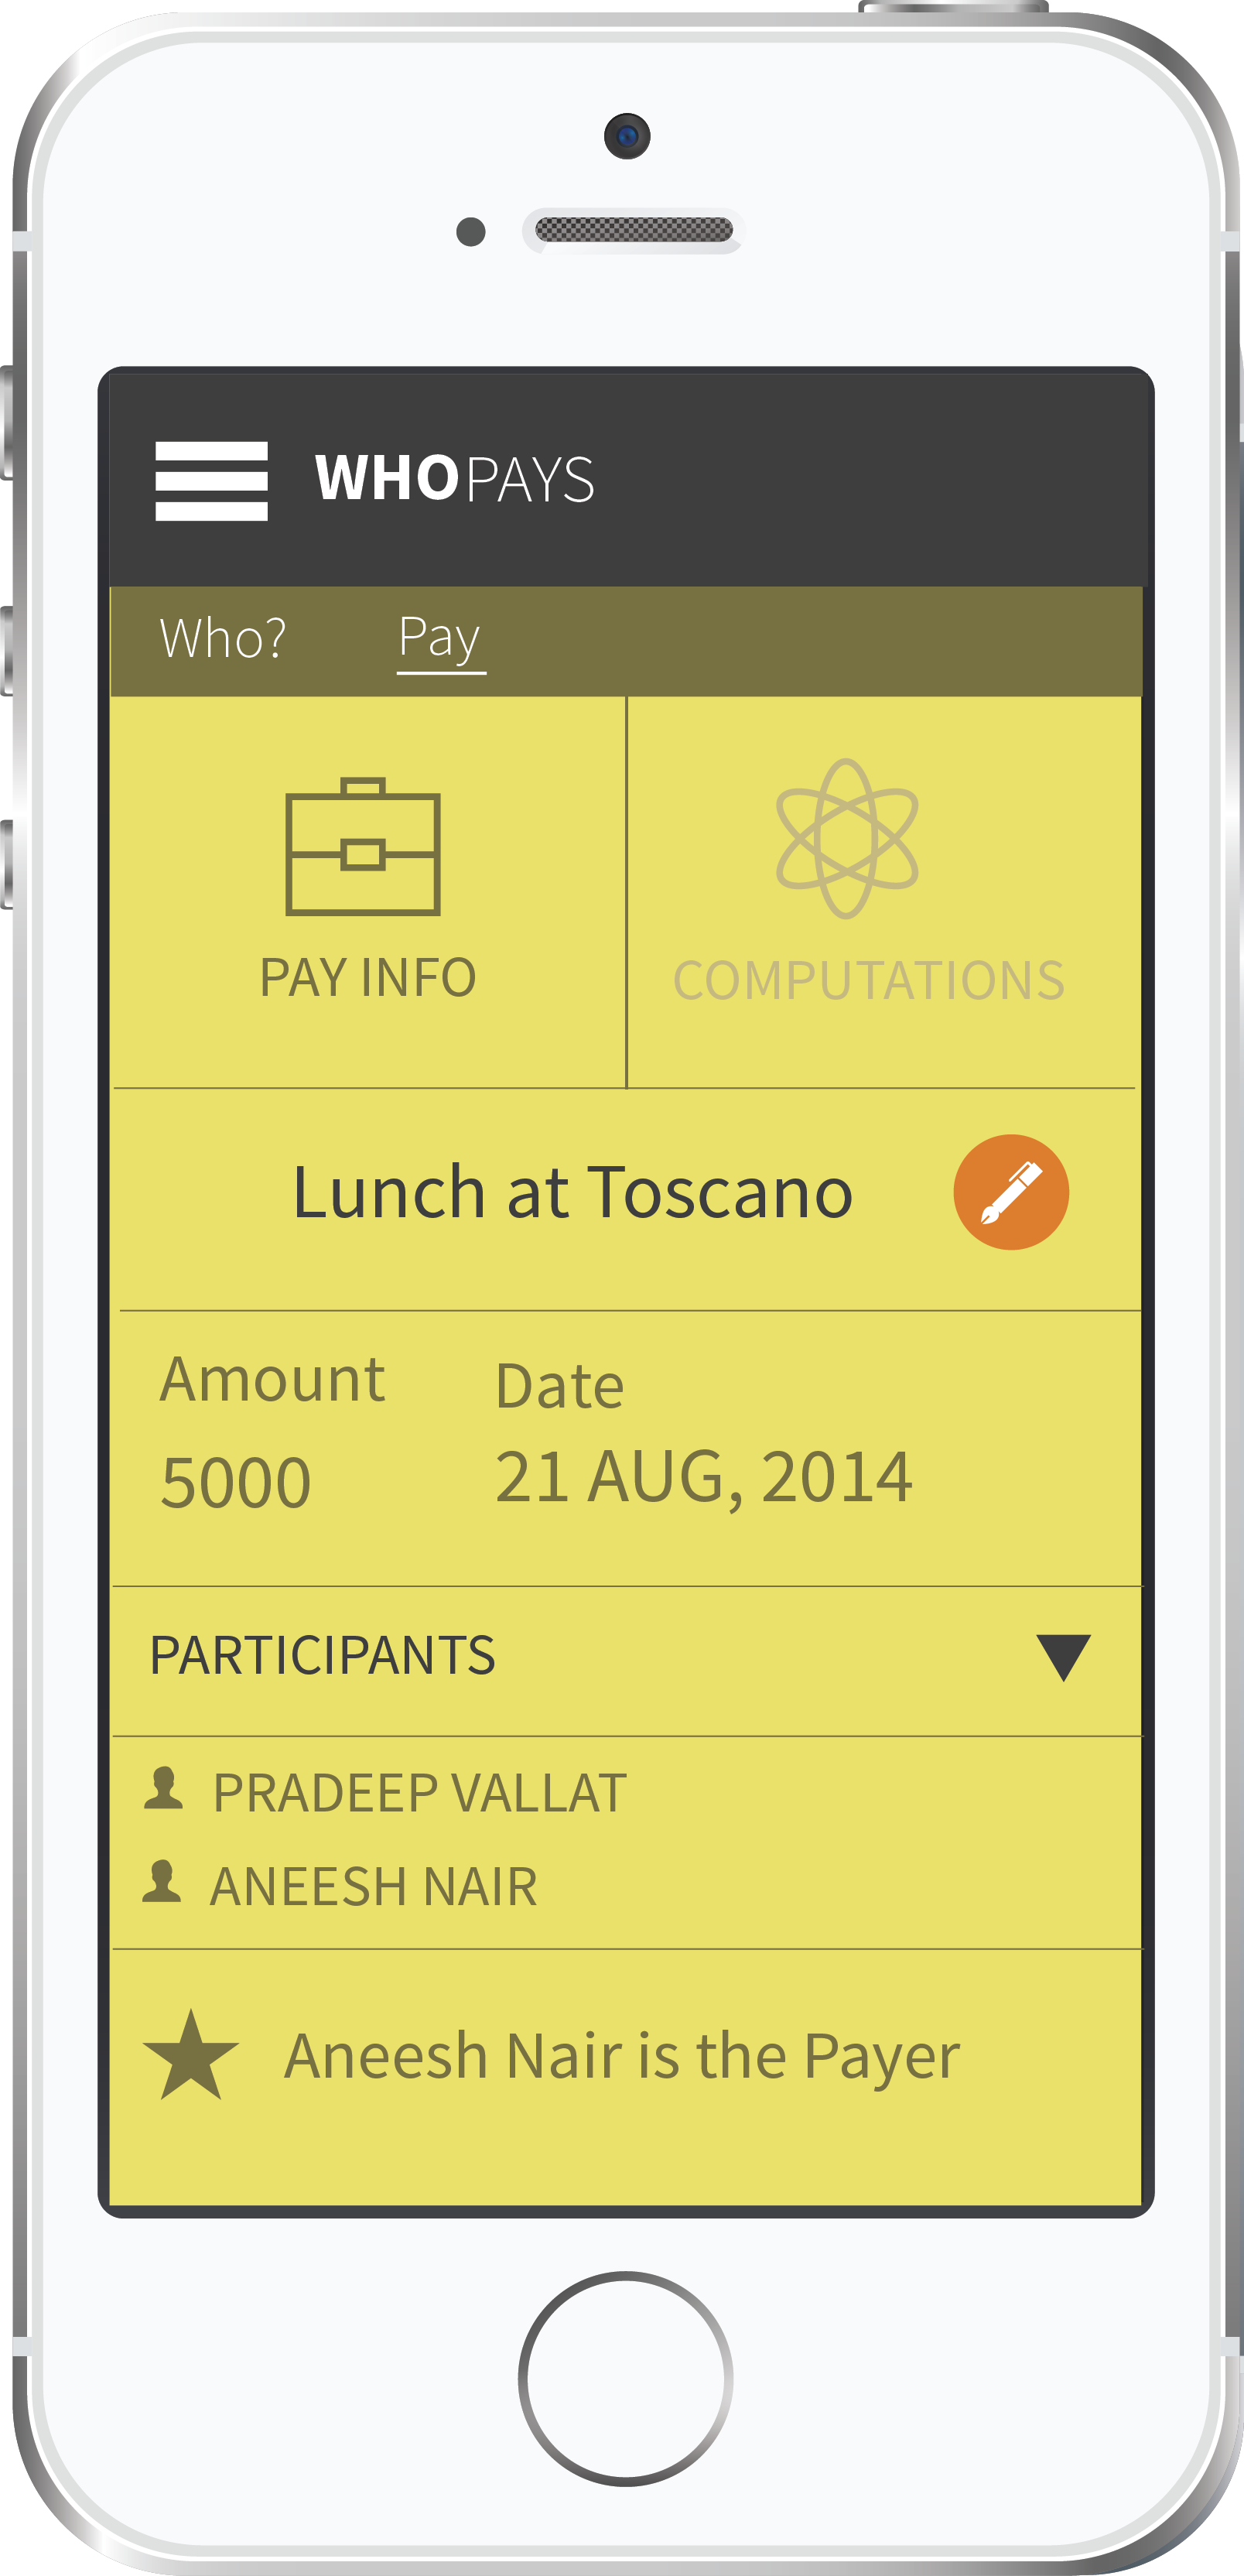 WHOPAYS
Who? Pay
PAY INFO COMPUTATIONS
Lunch at Toscano
Amount Date
5000 21 AUG, 2014
PARTICIPANTS
PRADEEP VALLAT
ANEESH NAIR
Aneesh Nair is the Payer